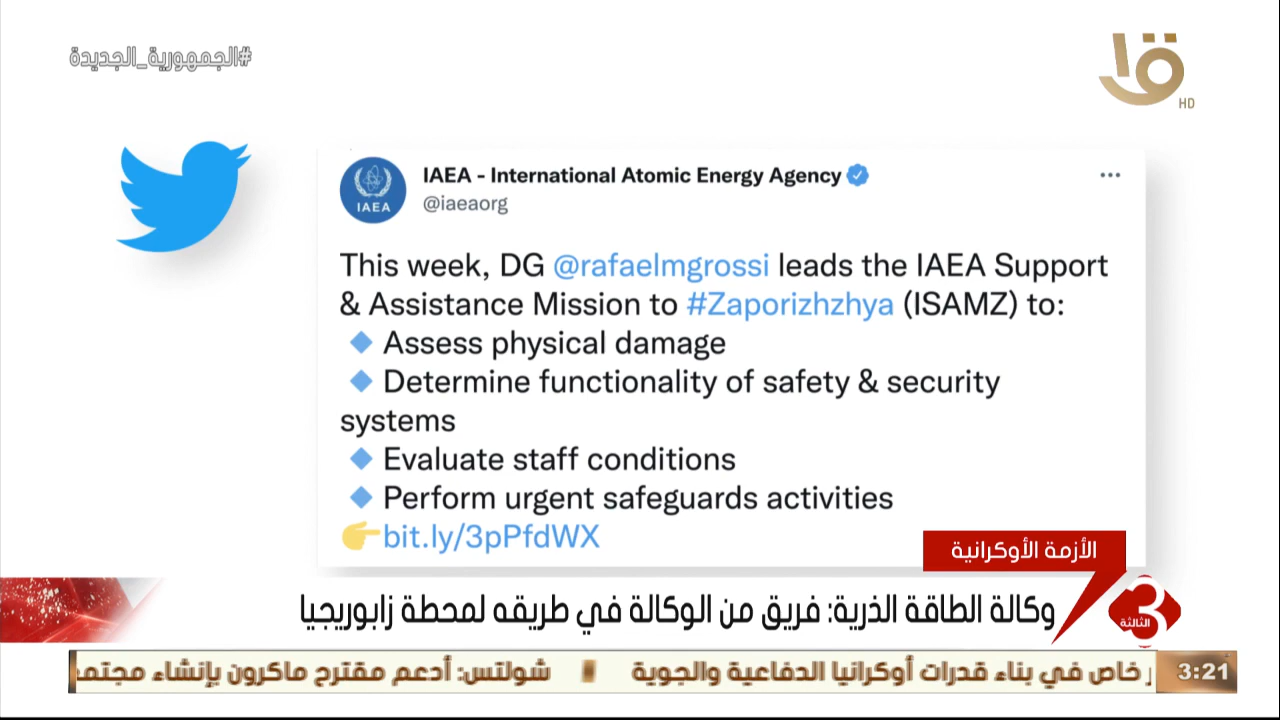 #الجمهورية_الجديدة
HD
IAEA
IAEA - International Atomic Energy Agency
@iaeaorg
This week, DG @rafaelmgrossi leads the IAEA Support
& Assistance Mission to #Zaporizhzhya (ISAMZ) to:
🔹 Assess physical damage
🔹 Determine functionality of safety & security
systems
🔹 Evaluate staff conditions
🔹 Perform urgent safeguards activities
👉bit.ly/3pPfdWX
الأزمة الأوكرانية
وكالة الطاقة الذرية: فريق من الوكالة في طريقه لمحطة زابوريجيا
3
الثالثة
3:21
خاص في بناء قدرات أوكرانيا الدفاعية والجوية شولتس: أدعم مقترح ماكرون بإنشاء